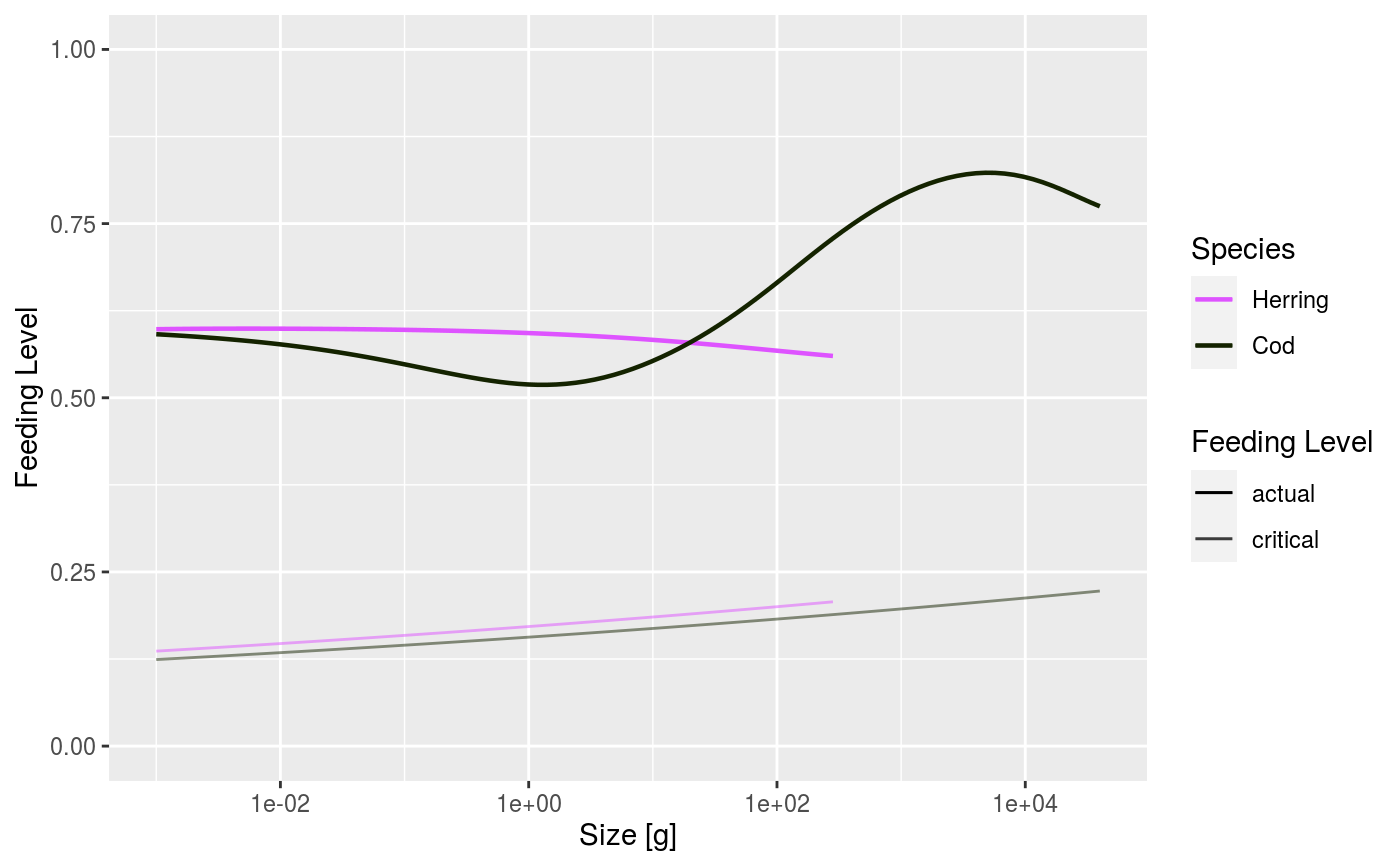 1.00
0.75
0.50
0.25
0.00
Feeding Level
1e-02
1e+00
1e+02
1e+04
Size [g]
Species
Herring
Cod
Feeding Level
actual
critical